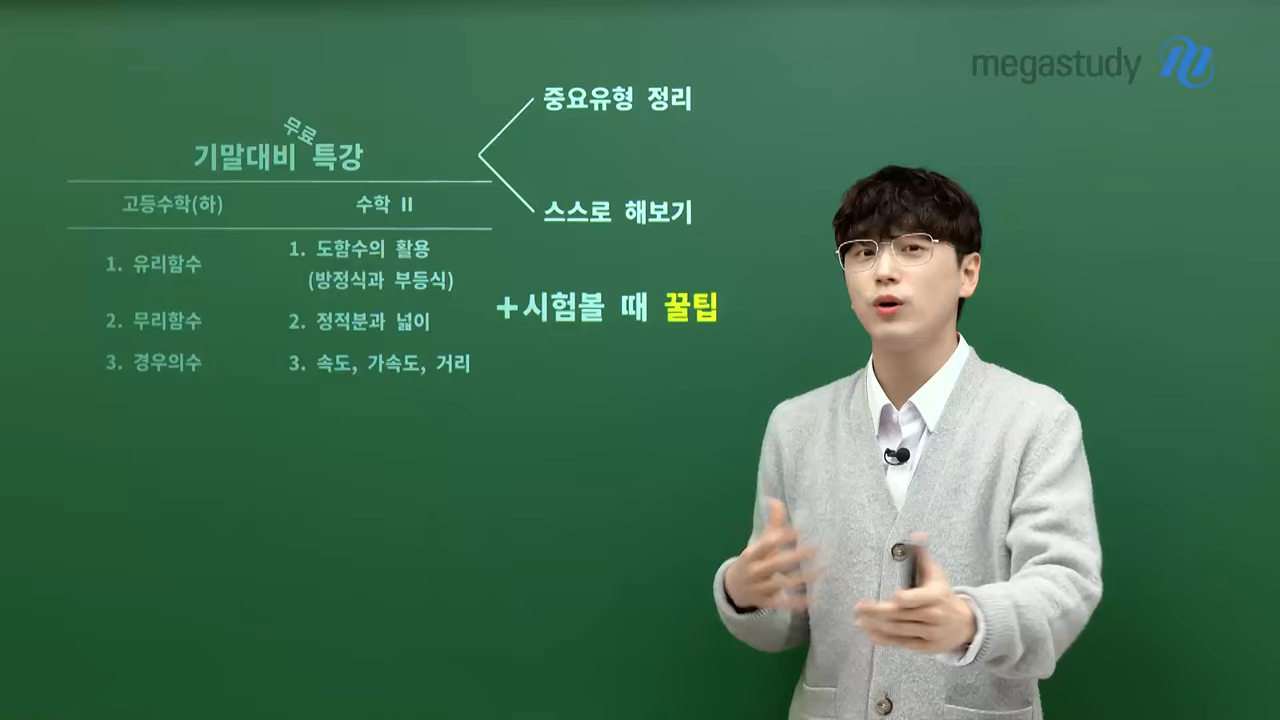 megastudy
무료
기말대비 특강
고등수학(하) 수학 II
1. 유리함수
2. 무리함수
3. 경우의수
1. 도함수의 활용
(방정식과 부등식)
2. 정적분과 넓이
3. 속도, 가속도, 거리
중요유형 정리
스스로 해보기
+시험볼 때 꿀팁